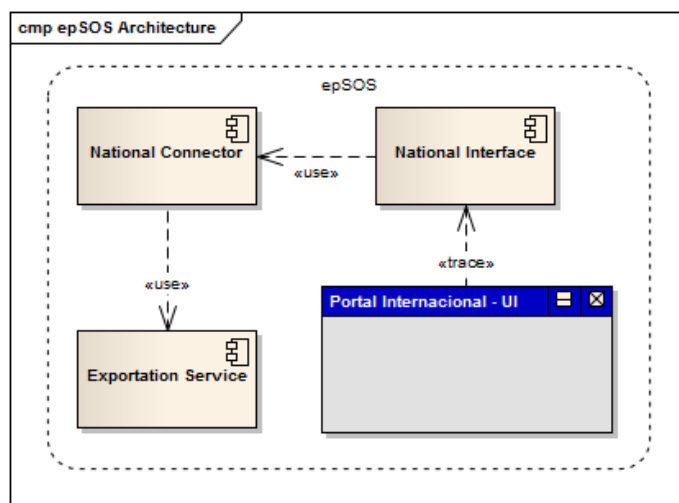 cmp epSOS Architecture
epSOS
National Connector
National Interface
«use»
«trace»
«use»
Portal Internacional - UI
Exportation Service